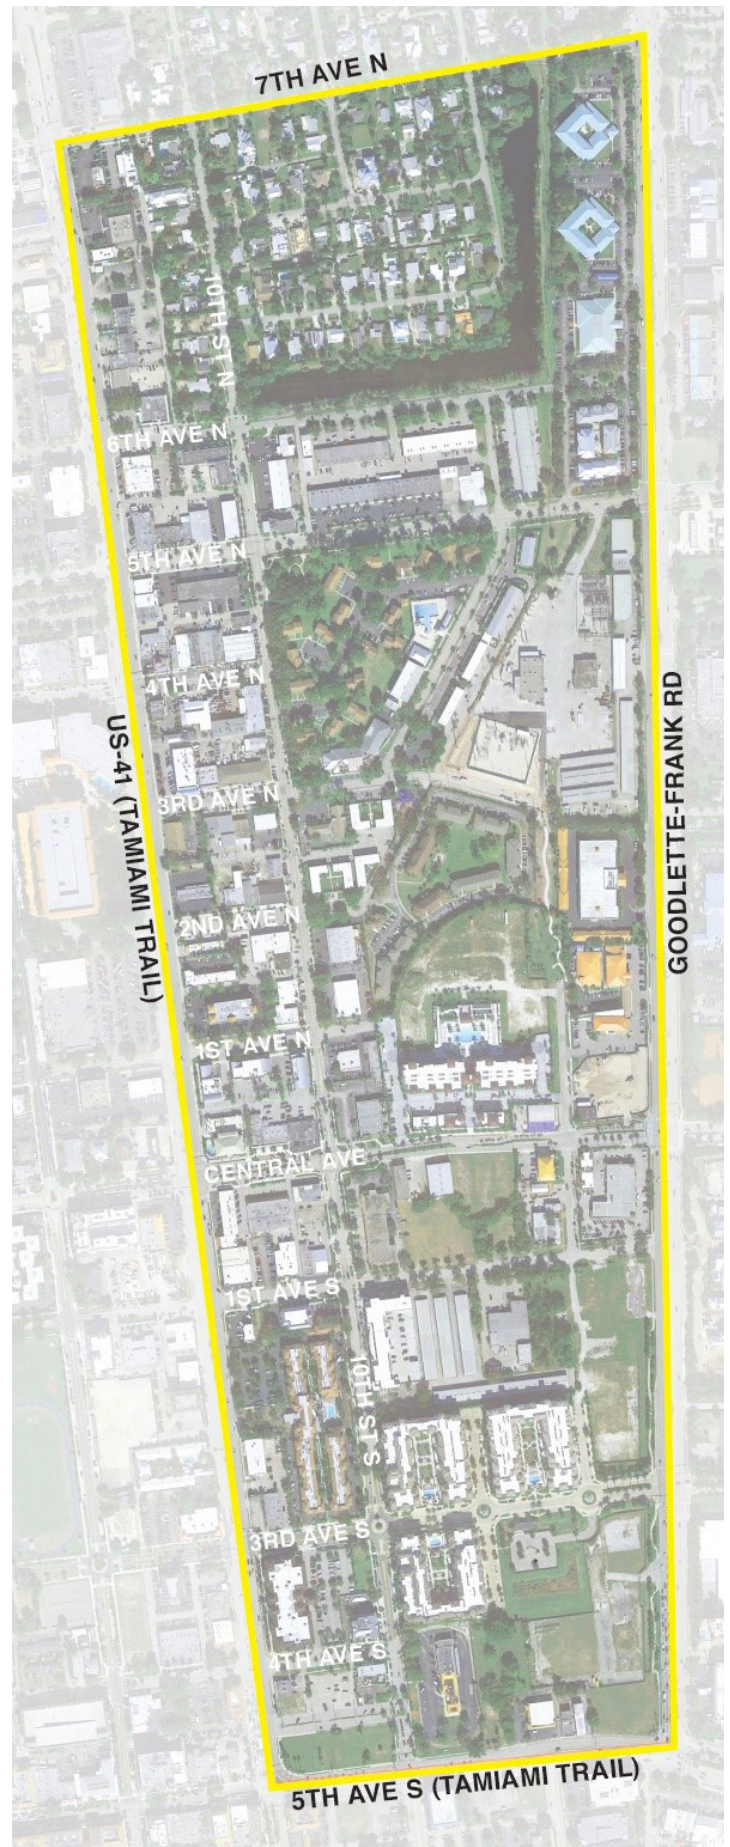 7TH AVE N
10TH ST N
6TH AVE N
5TH AVE N
4TH AVE N
US-41 (TAMIAMI TRAIL)
GOODLETTE-FRANK RD
3RD AVE N
2ND AVE N
1ST AVE N
CENTRAL AVE
1ST AVE S
10TH ST S
3RD AVE S
4TH AVE S
5TH AVE S (TAMIAMI TRAIL)